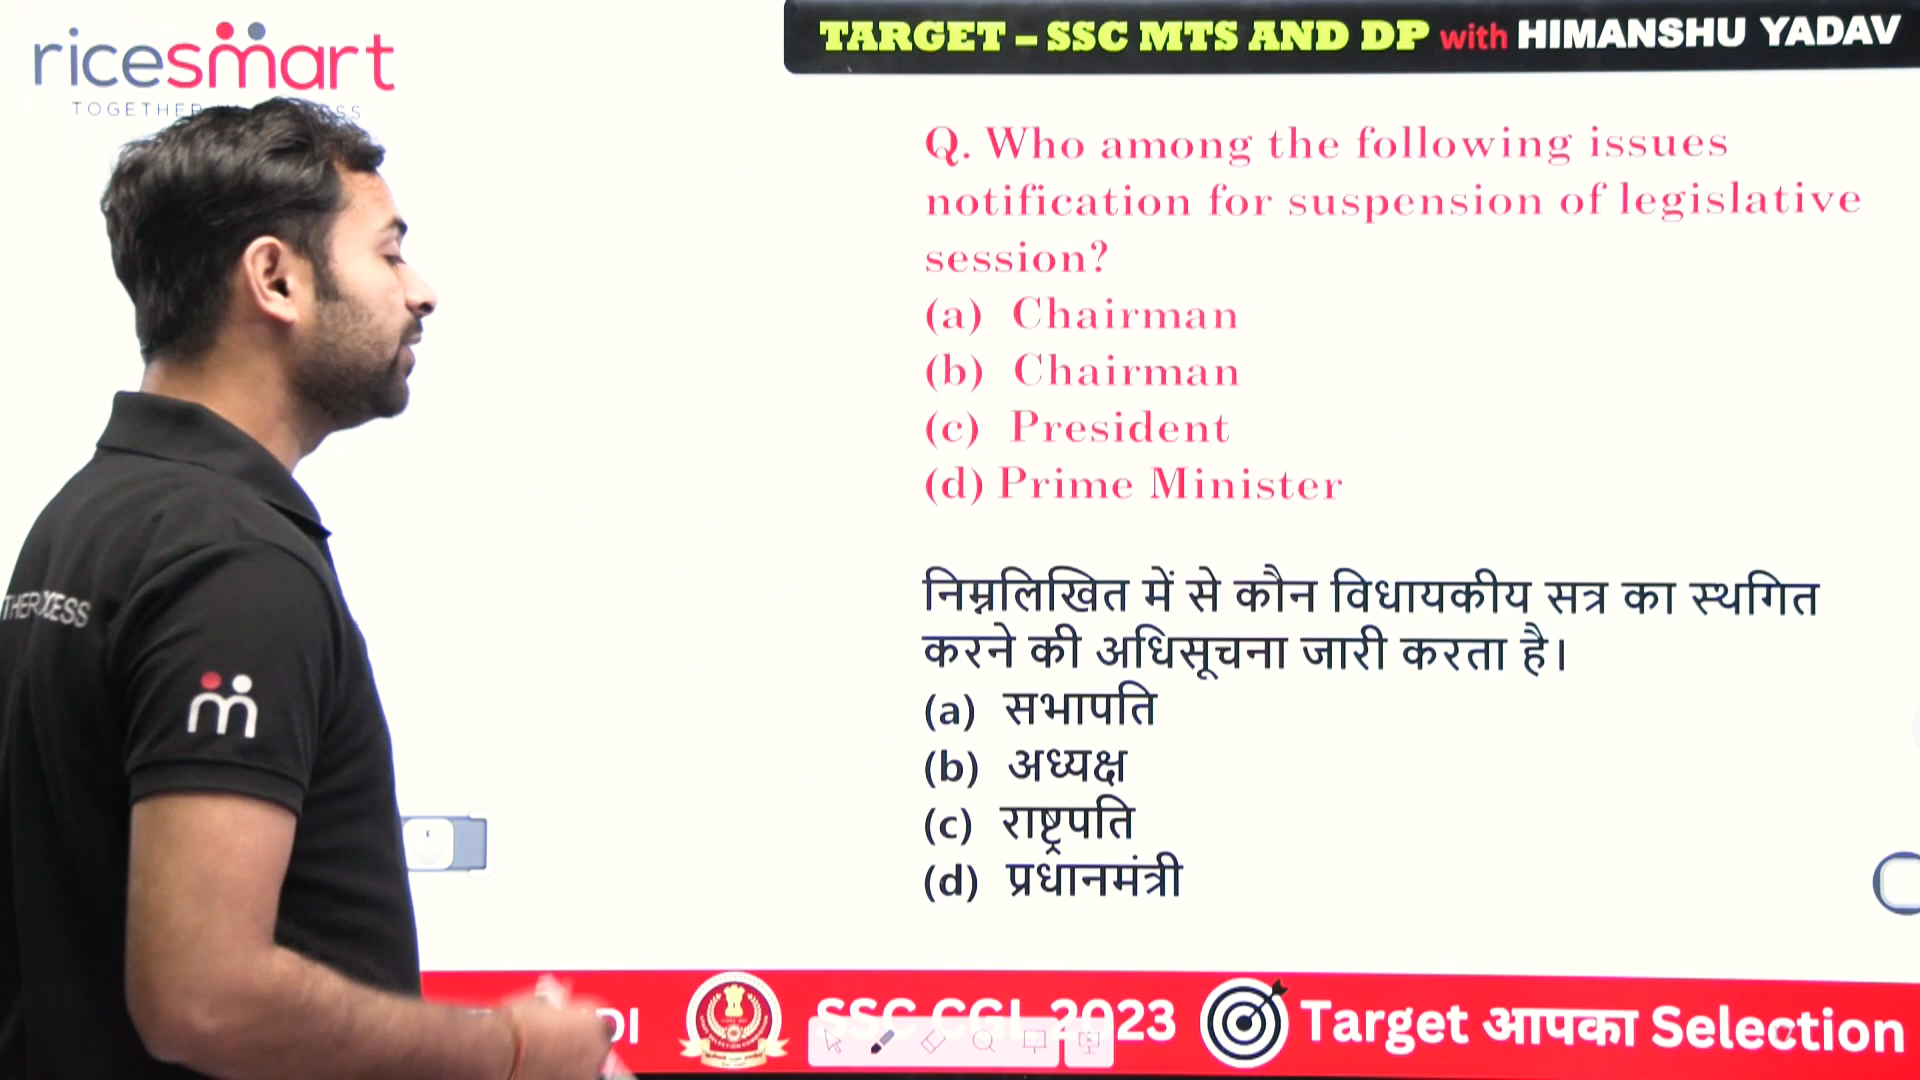 ricesmart
TARGET – SSC MTS AND DP with HIMANSHU YADAV
Q. Who among the following issues
notification for suspension of legislative
session?
(a) Chairman
(b) Chairman
(c) President
(d) Prime Minister
निम्नलिखित में से कौन विधायकीय सत्र का स्थगित
करने की अधिसूचना जारी करता है।
(a) सभापति
(b) अध्यक्ष
(c) राष्ट्रपति
(d) प्रधानमंत्री
SSC CGL 2023
Target आपका Selection